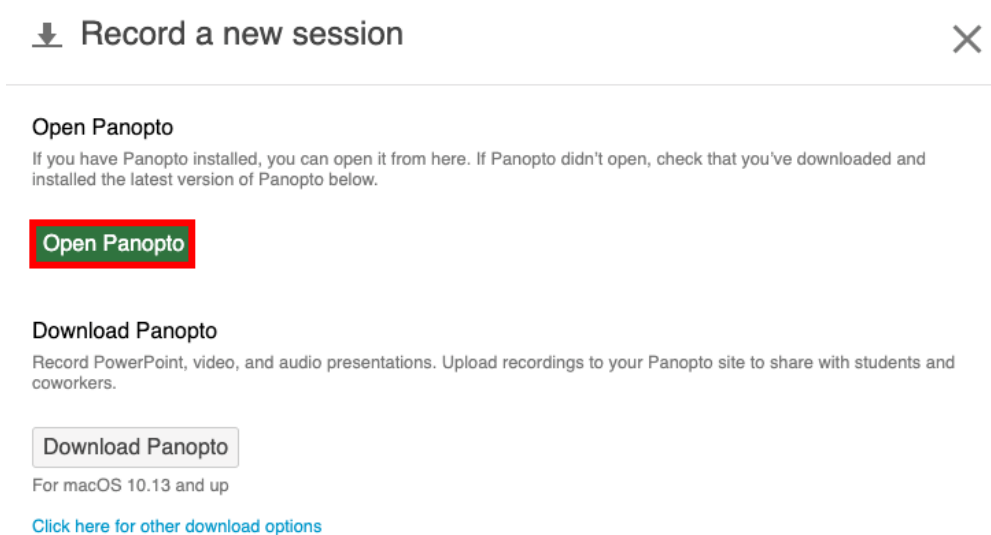 Record a new session
Open Panopto
If you have Panopto installed, you can open it from here. If Panopto didn't open, check that you've downloaded and
installed the latest version of Panopto below.
Open Panopto
Download Panopto
Record PowerPoint, video, and audio presentations. Upload recordings to your Panopto site to share with students and
coworkers.
Download Panopto
For macOS 10.13 and up
Click here for other download options